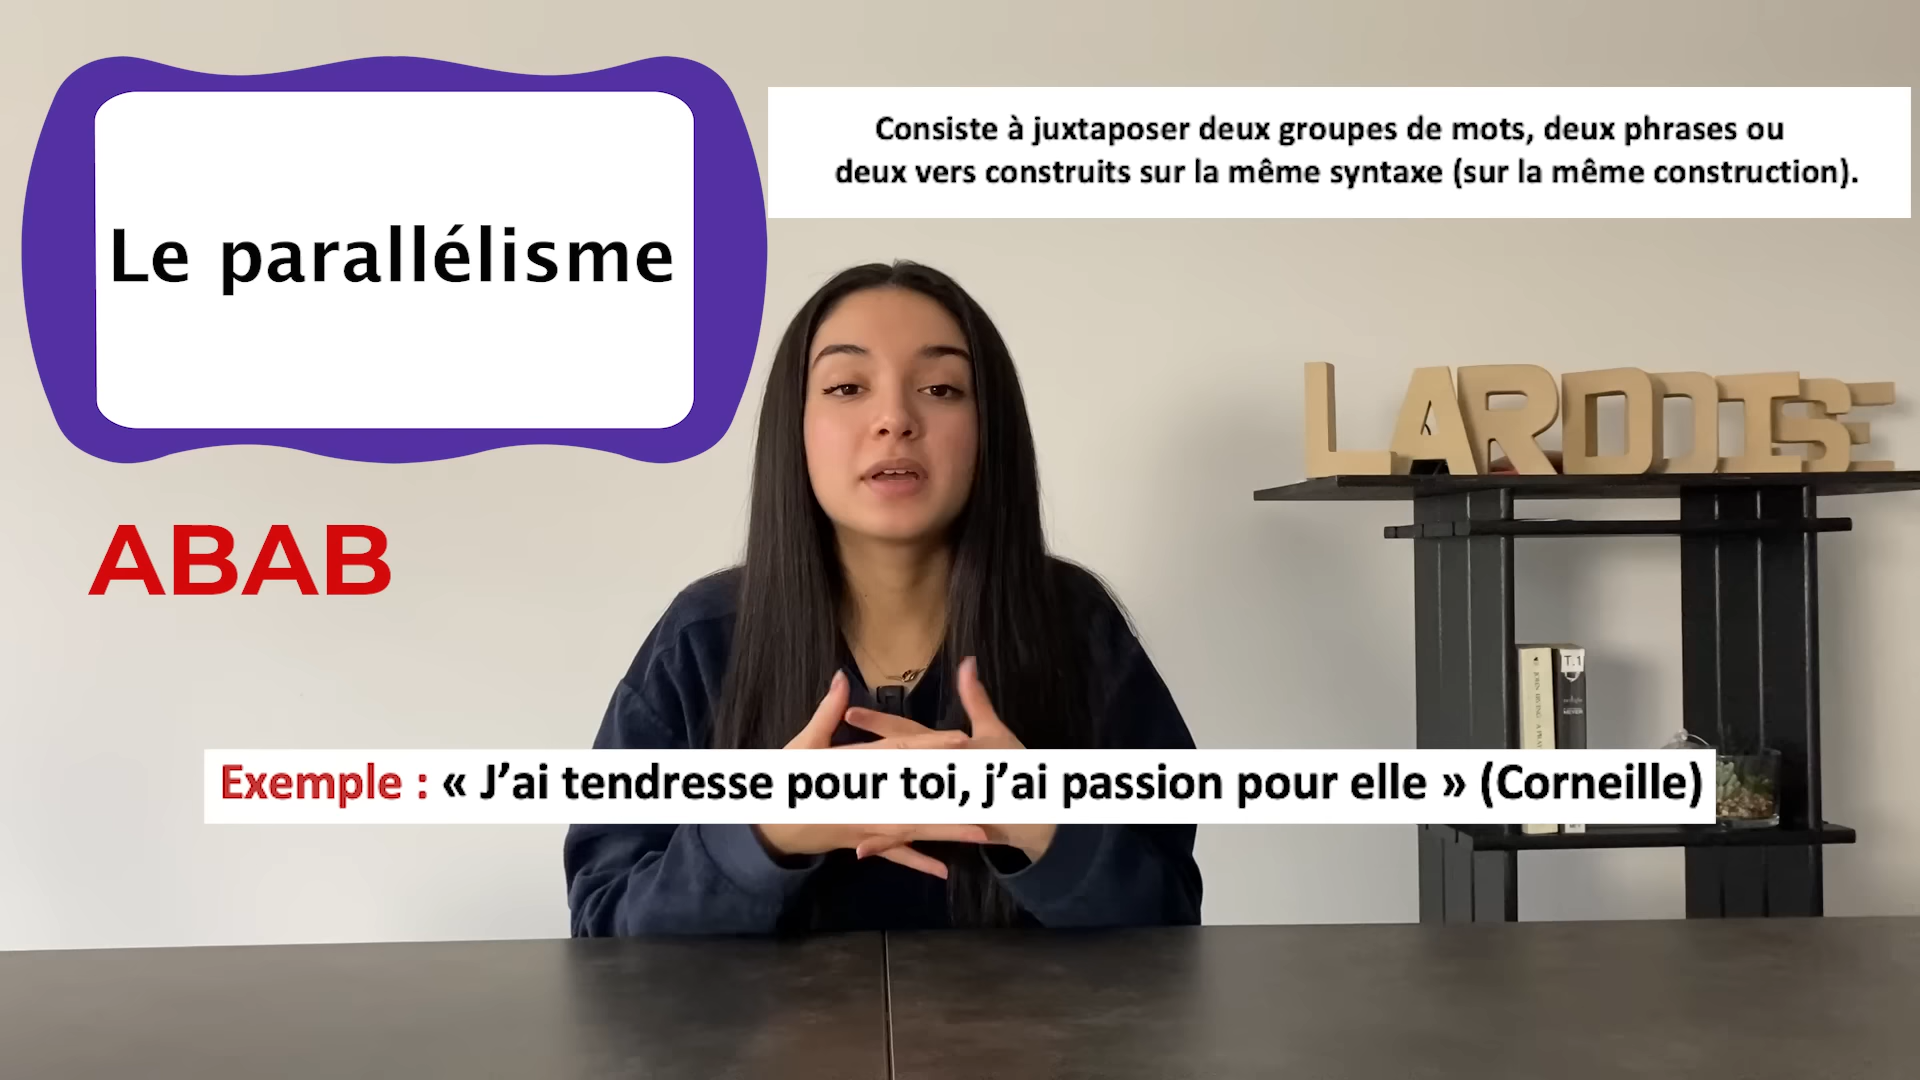 Le parallélisme
Consiste à juxtaposer deux groupes de mots, deux phrases ou
deux vers construits sur la même syntaxe (sur la même construction).
ABAB
LARDOISE
T.1
Exemple : « J’ai tendresse pour toi, j’ai passion pour elle » (Corneille)